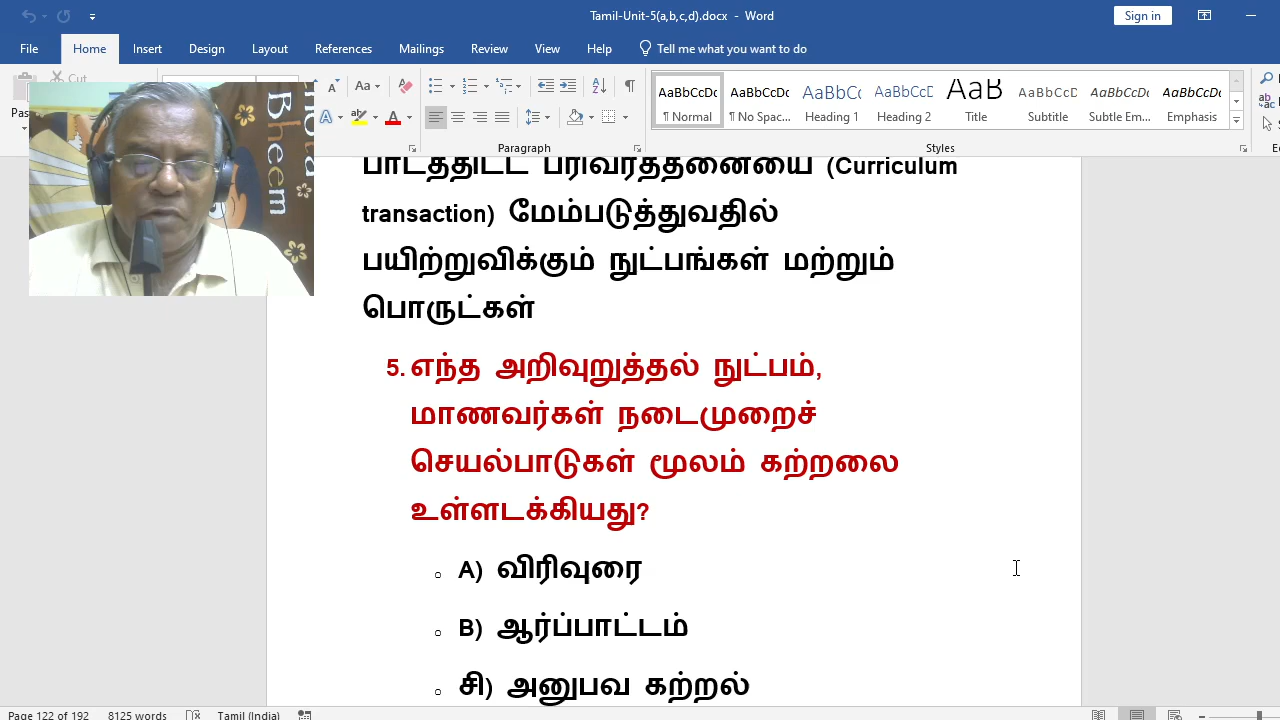 Tamil-Unit-5(a,b,c,d).docx - Word
Sign in
File Home Insert Design Layout References Mailings Review View Help Tell me what you want to do
Cut
Aa
AaBbCcDc AaBbCcDc AaBbCc AaBbCcD AaB AaBbCcD AaBbCcDc AaBbCcDc
¶ Normal ¶ No Spac... Heading 1 Heading 2 Title Subtitle Subtle Em... Emphasis
Paragraph Styles
Bheem
பாடத்திட்ட பரிவர்த்தனையை (Curriculum
transaction) மேம்படுத்துவதில்
பயிற்றுவிக்கும் நுட்பங்கள் மற்றும்
பொருட்கள்
5. எந்த அறிவுறுத்தல் நுட்பம்,
மாணவர்கள் நடைமுறைச்
செயல்பாடுகள் மூலம் கற்றலை
உள்ளடக்கியது?
A) விரிவுரை
B) ஆர்ப்பாட்டம்
சி) அனுபவ கற்றல்
Page 122 of 192 8125 words Tamil (India)